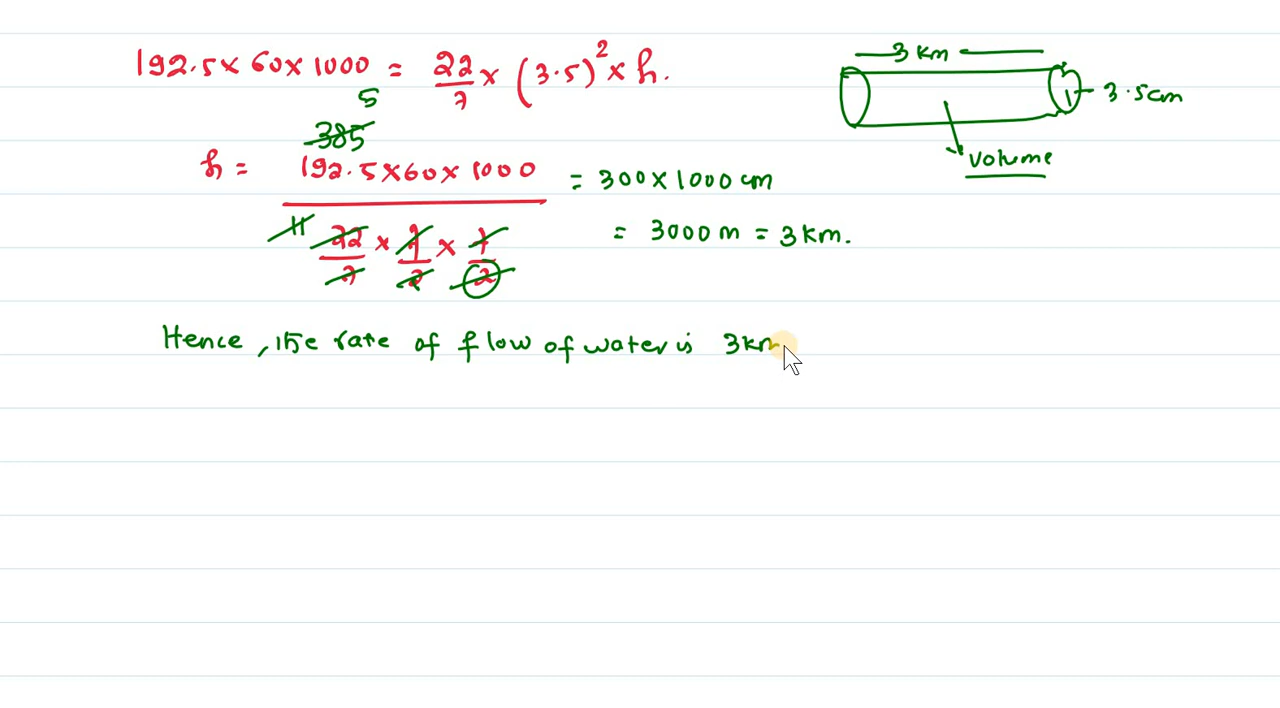 192.5 x 60 x 1000 = 22/7 x (3.5)² x h.
3 km
3.5cm
volume
5
385
h = 192.5 x 60 x 1000 = 300 x 1000 cm
11 22/7 x 7/2 x 7/2
= 3000 m = 3 km.
Hence, the rate of flow of water is 3km